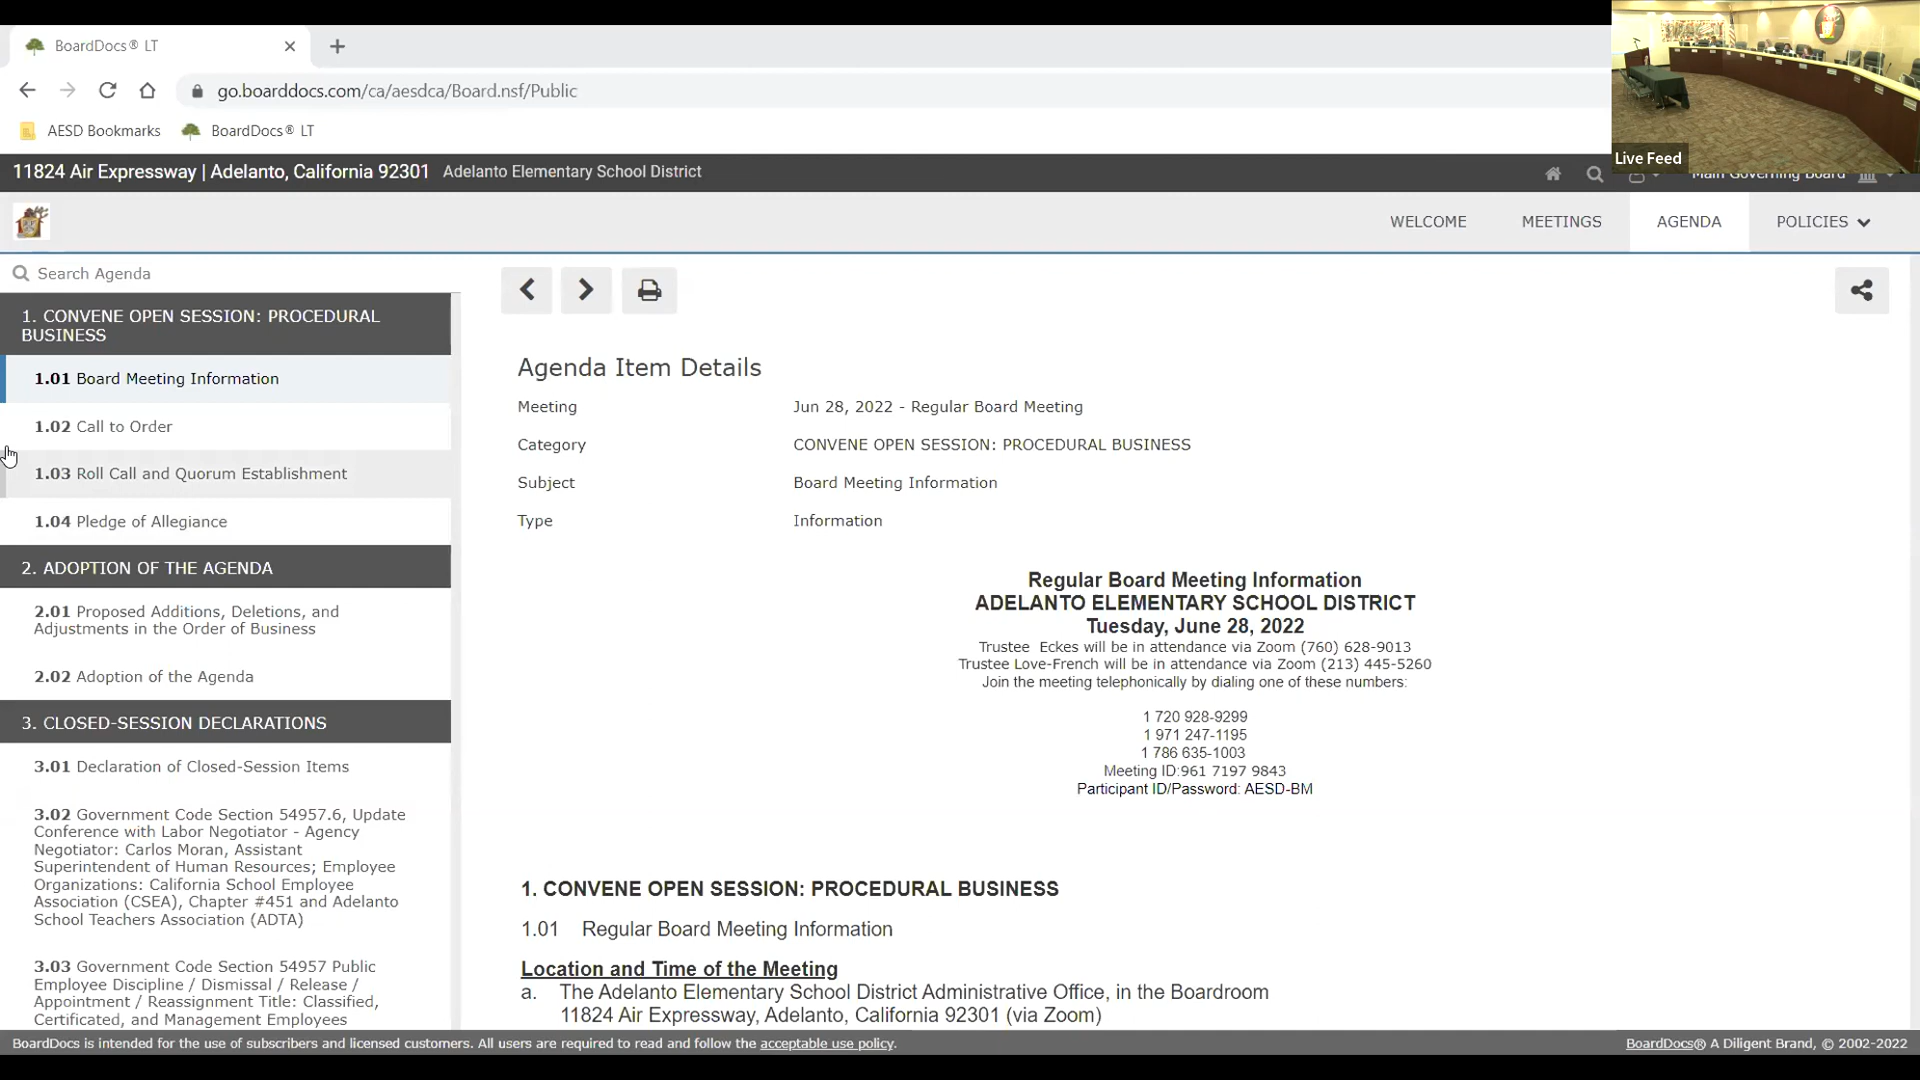 BoardDocs® LT
go.boarddocs.com/ca/aesdca/Board.nsf/Public
AESD Bookmarks
BoardDocs® LT
Live Feed
11824 Air Expressway | Adelanto, California 92301
Adelanto Elementary School District
Main Governing Board
WELCOME
MEETINGS
AGENDA
POLICIES
Search Agenda
1. CONVENE OPEN SESSION: PROCEDURAL
BUSINESS
1.01 Board Meeting Information
1.02 Call to Order
1.03 Roll Call and Quorum Establishment
1.04 Pledge of Allegiance
2. ADOPTION OF THE AGENDA
2.01 Proposed Additions, Deletions, and
Adjustments in the Order of Business
2.02 Adoption of the Agenda
3. CLOSED-SESSION DECLARATIONS
3.01 Declaration of Closed-Session Items
3.02 Government Code Section 54957.6, Update
Conference with Labor Negotiator - Agency
Negotiator: Carlos Moran, Assistant
Superintendent of Human Resources; Employee
Organizations: California School Employee
Association (CSEA), Chapter #451 and Adelanto
School Teachers Association (ADTA)
3.03 Government Code Section 54957 Public
Employee Discipline / Dismissal / Release /
Appointment / Reassignment Title: Classified,
Certificated, and Management Employees
Agenda Item Details
Meeting
Jun 28, 2022 - Regular Board Meeting
Category
CONVENE OPEN SESSION: PROCEDURAL BUSINESS
Subject
Board Meeting Information
Type
Information
Regular Board Meeting Information
ADELANTO ELEMENTARY SCHOOL DISTRICT
Tuesday, June 28, 2022
Trustee Eckes will be in attendance via Zoom (760) 628-9013
Trustee Love-French will be in attendance via Zoom (213) 445-5260
Join the meeting telephonically by dialing one of these numbers:
1 720 928-9299
1 971 247-1195
1 786 635-1003
Meeting ID:961 7197 9843
Participant ID/Password: AESD-BM
1. CONVENE OPEN SESSION: PROCEDURAL BUSINESS
1.01 Regular Board Meeting Information
Location and Time of the Meeting
a. The Adelanto Elementary School District Administrative Office, in the Boardroom
11824 Air Expressway, Adelanto, California 92301 (via Zoom)
BoardDocs is intended for the use of subscribers and licensed customers. All users are required to read and follow the acceptable use policy.
BoardDocs® A Diligent Brand, © 2002-2022